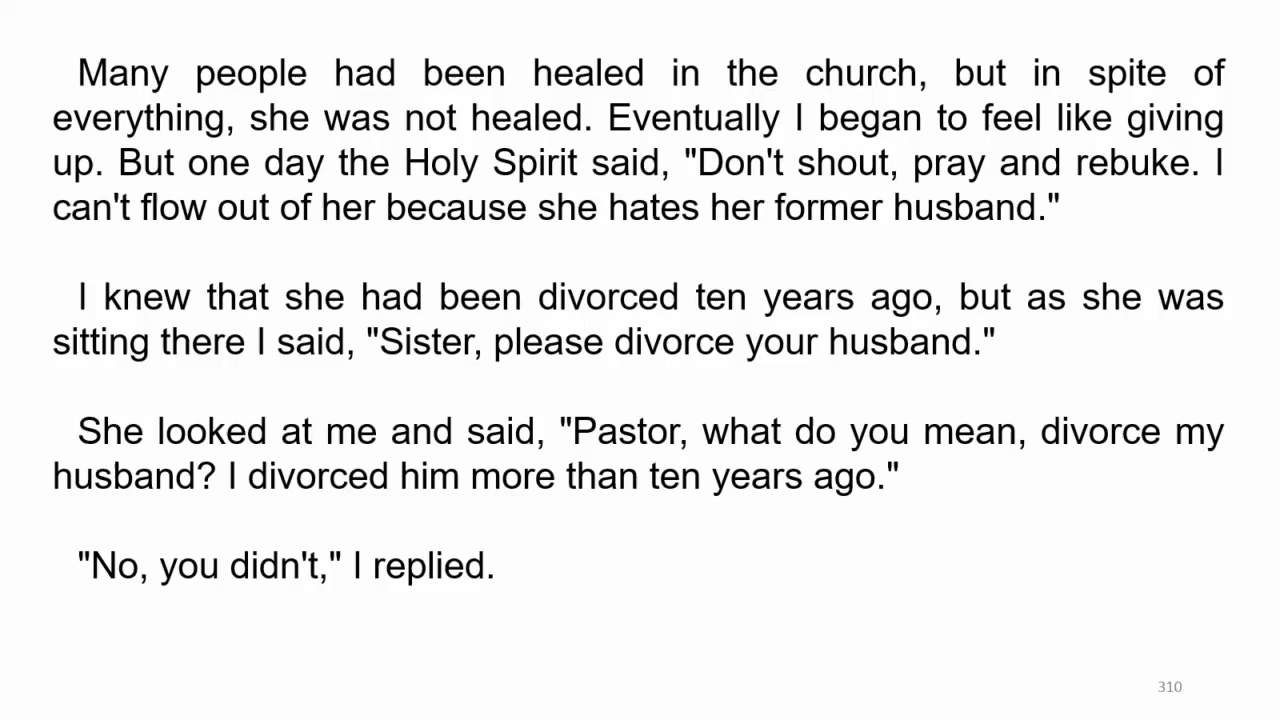 Many people had been healed in the church, but in spite of
everything, she was not healed. Eventually I began to feel like giving
up. But one day the Holy Spirit said, "Don't shout, pray and rebuke. I
can't flow out of her because she hates her former husband."
I knew that she had been divorced ten years ago, but as she was
sitting there I said, "Sister, please divorce your husband."
She looked at me and said, "Pastor, what do you mean, divorce my
husband? I divorced him more than ten years ago."
"No, you didn't," I replied.
310